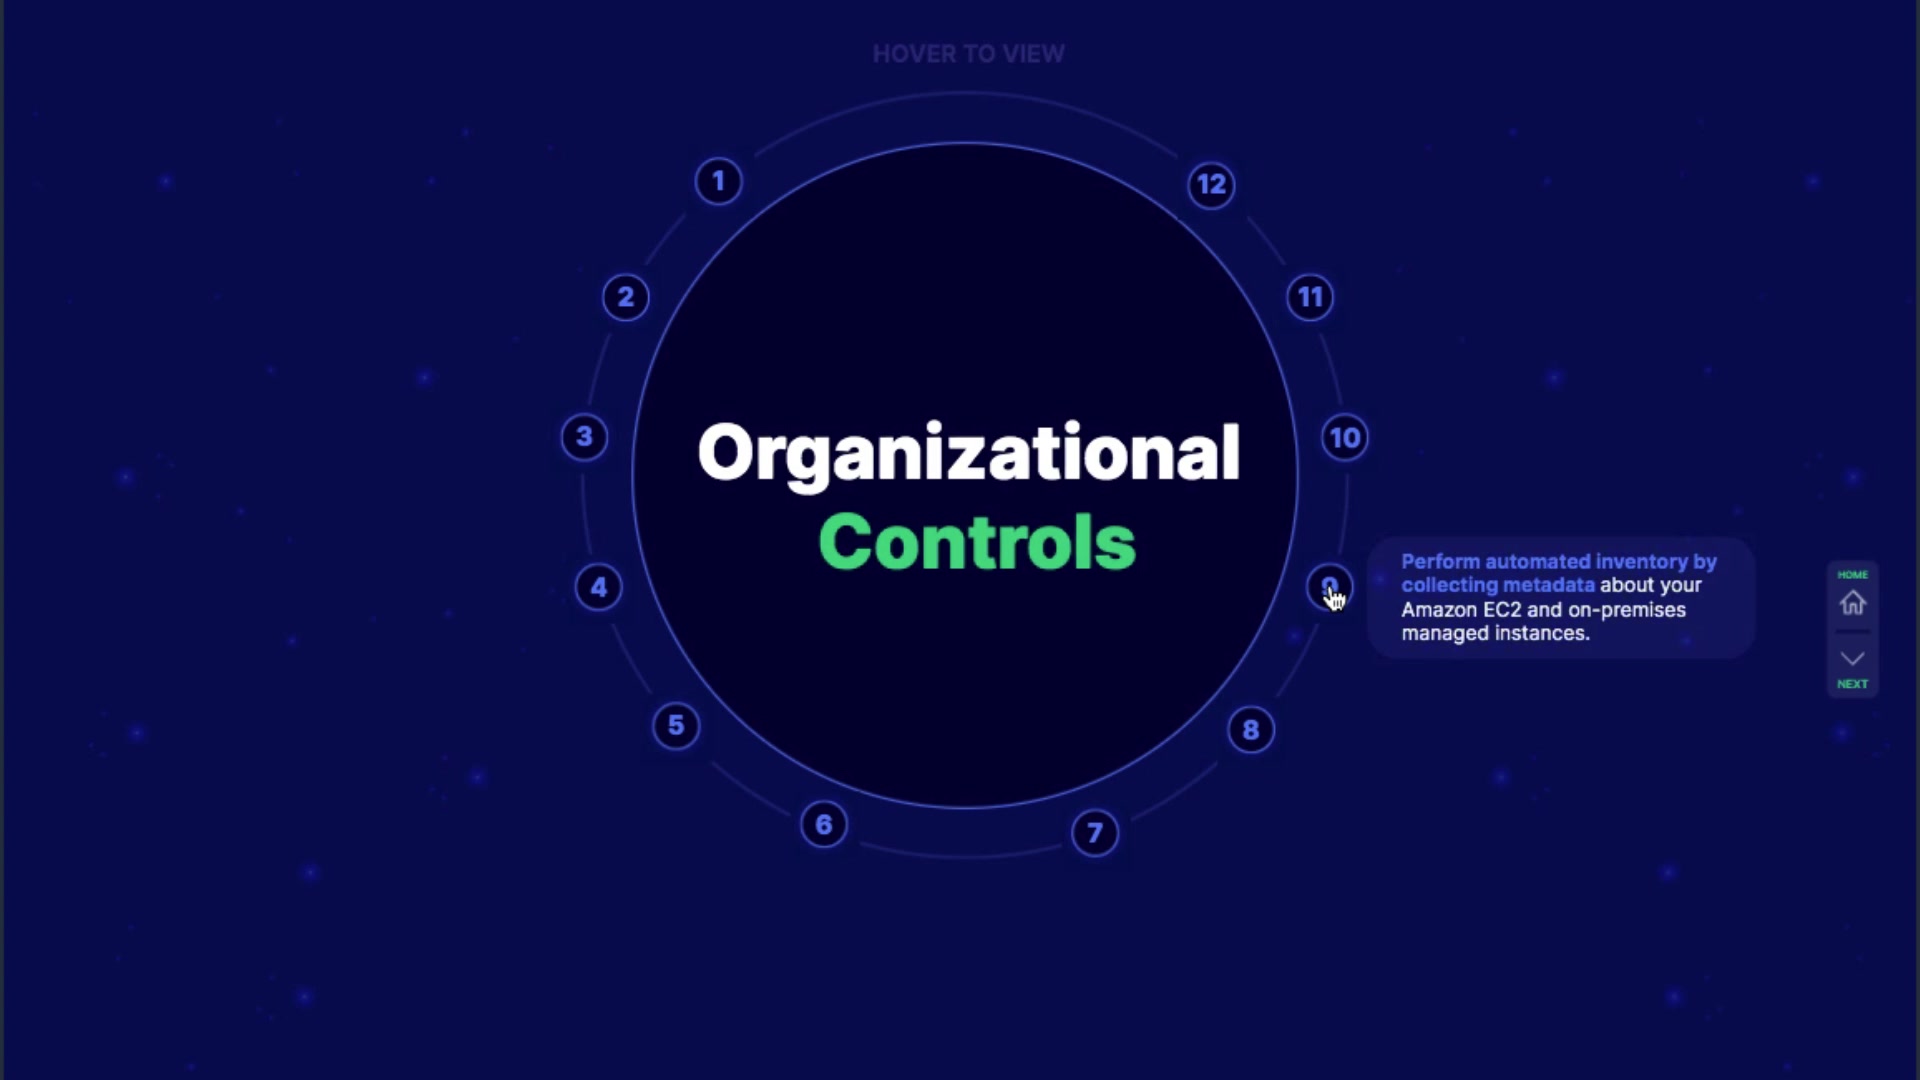 HOVER TO VIEW
1
12
2
11
3
10
Organizational
Controls
4
9
Perform automated inventory by
collecting metadata about your
Amazon EC2 and on-premises
managed instances.
HOME
NEXT
5
8
6
7